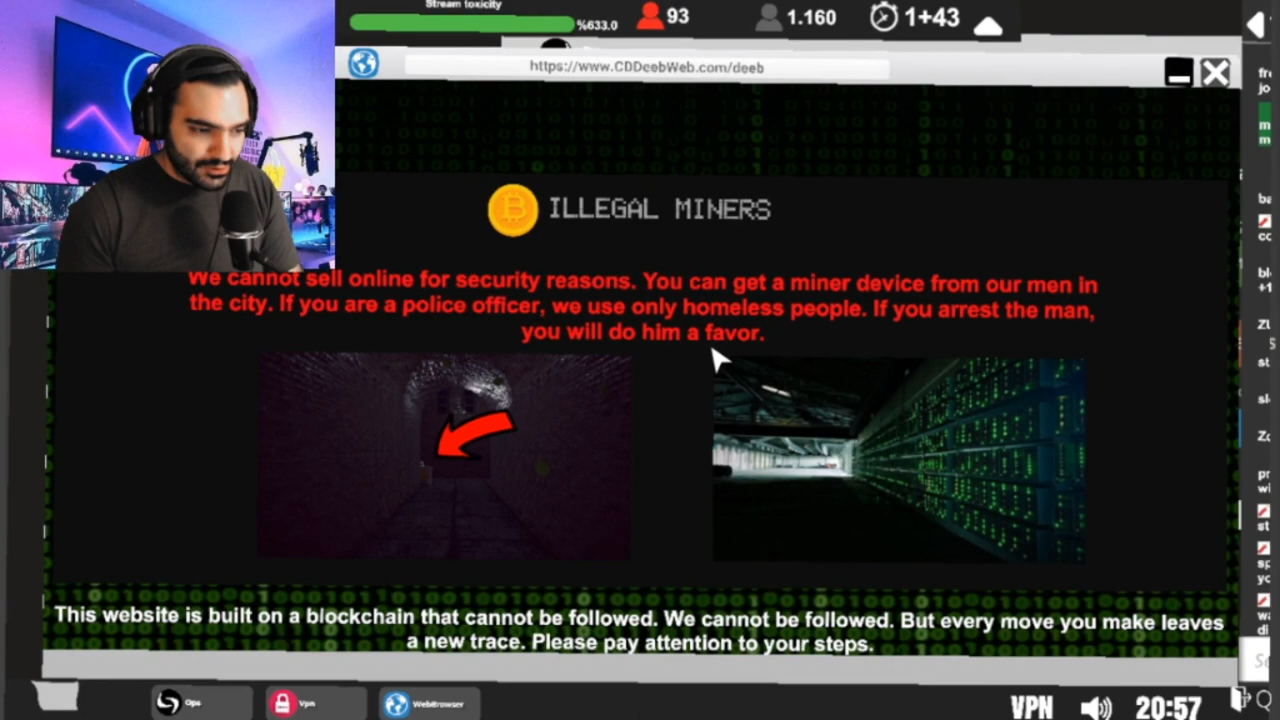 Stream toxicity
%633.0
93
1.160
1+43
https://www.CDDeebWeb.com/deeb
ILLEGAL MINERS
We cannot sell online for security reasons. You can get a miner device from our men in
the city. If you are a police officer, we use only homeless people. If you arrest the man,
you will do him a favor.
This website is built on a blockchain that cannot be followed. We cannot be followed. But every move you make leaves
a new trace. Please pay attention to your steps.
Ops
Vpn
WebBrowser
VPN
20:57